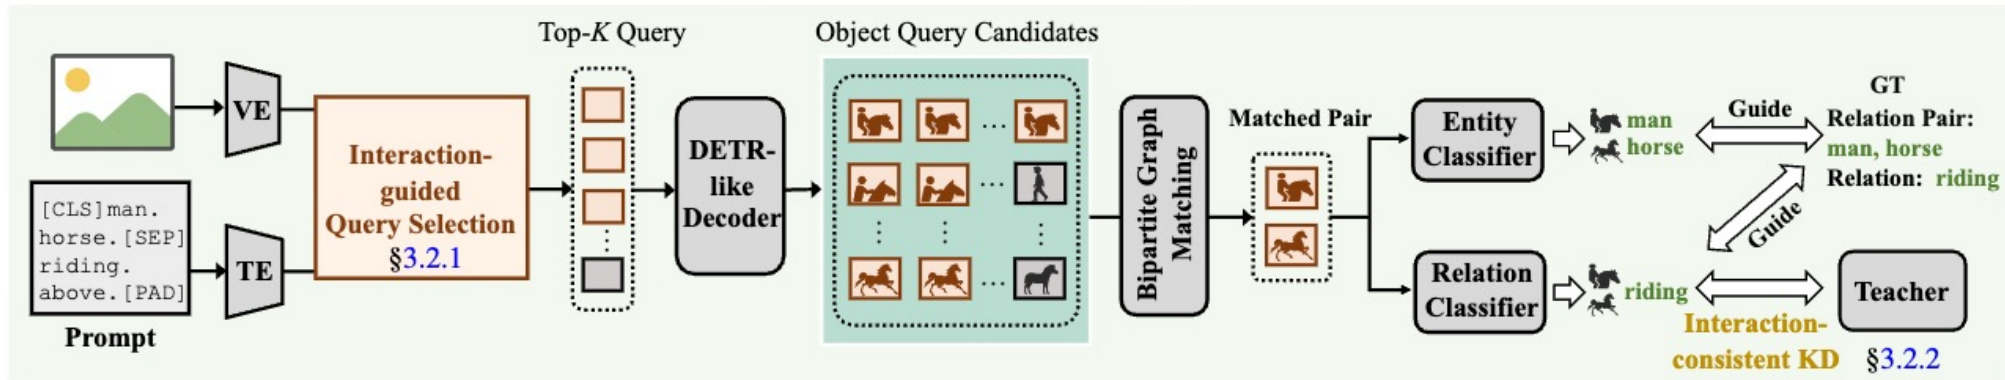 Top-K Query
Object Query Candidates
VE
[CLS]man.
horse.[SEP]
riding.
above.[PAD]
Prompt
TE
Interaction-
guided
Query Selection
§3.2.1
DETR-
like
Decoder
Bipartite Graph
Matching
Matched Pair
Entity
Classifier
man
horse
Guide
GT
Relation Pair:
man, horse
Relation: riding
Guide
Relation
Classifier
riding
Interaction-
consistent KD
Teacher
§3.2.2